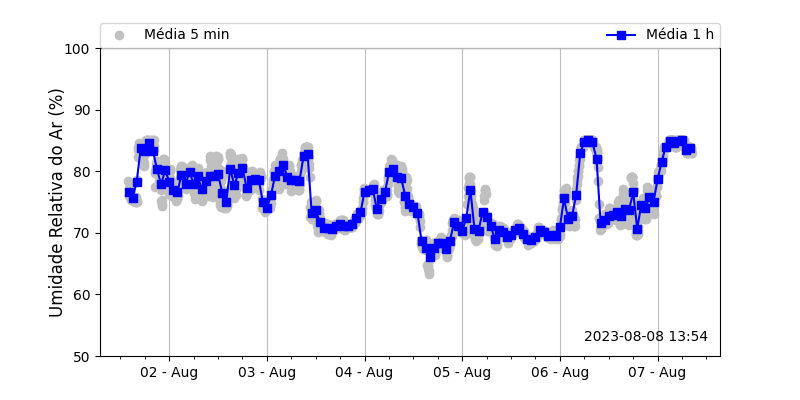 Média 5 min Média 1 h
Umidade Relativa do Ar (%)
100
90
80
70
60
50
2023-08-08 13:54
02 - Aug 03 - Aug 04 - Aug 05 - Aug 06 - Aug 07 - Aug